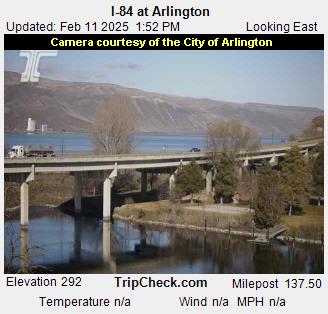 I-84 at Arlington
Updated: Feb 11 2025 1:52 PM Looking East
Camera courtesy of the City of Arlington
Elevation 292 TripCheck.com Milepost 137.50
Temperature n/a Wind n/a MPH n/a